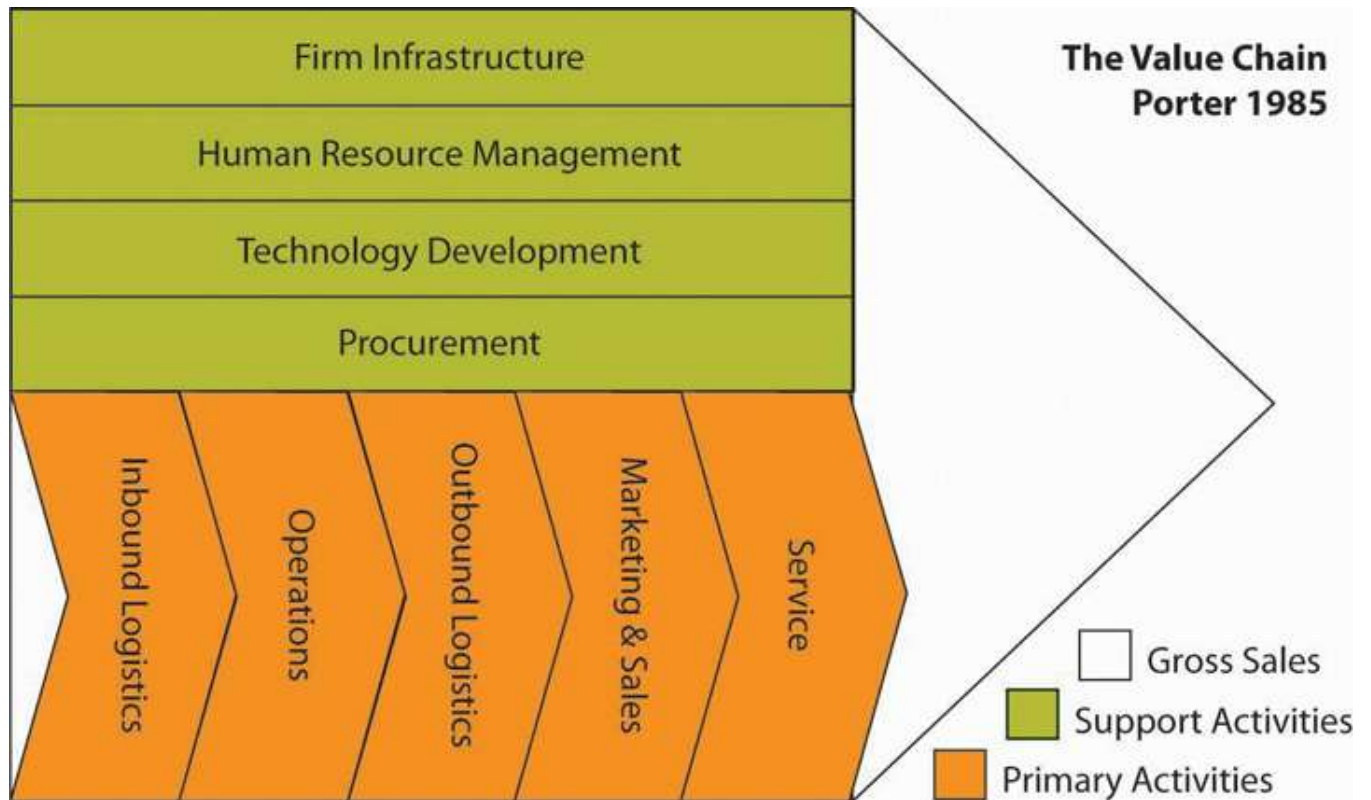 Firm Infrastructure
Human Resource Management
Technology Development
Procurement
Inbound Logistics
Operations
Outbound Logistics
Marketing & Sales
Service
The Value Chain
Porter 1985
Gross Sales
Support Activities
Primary Activities